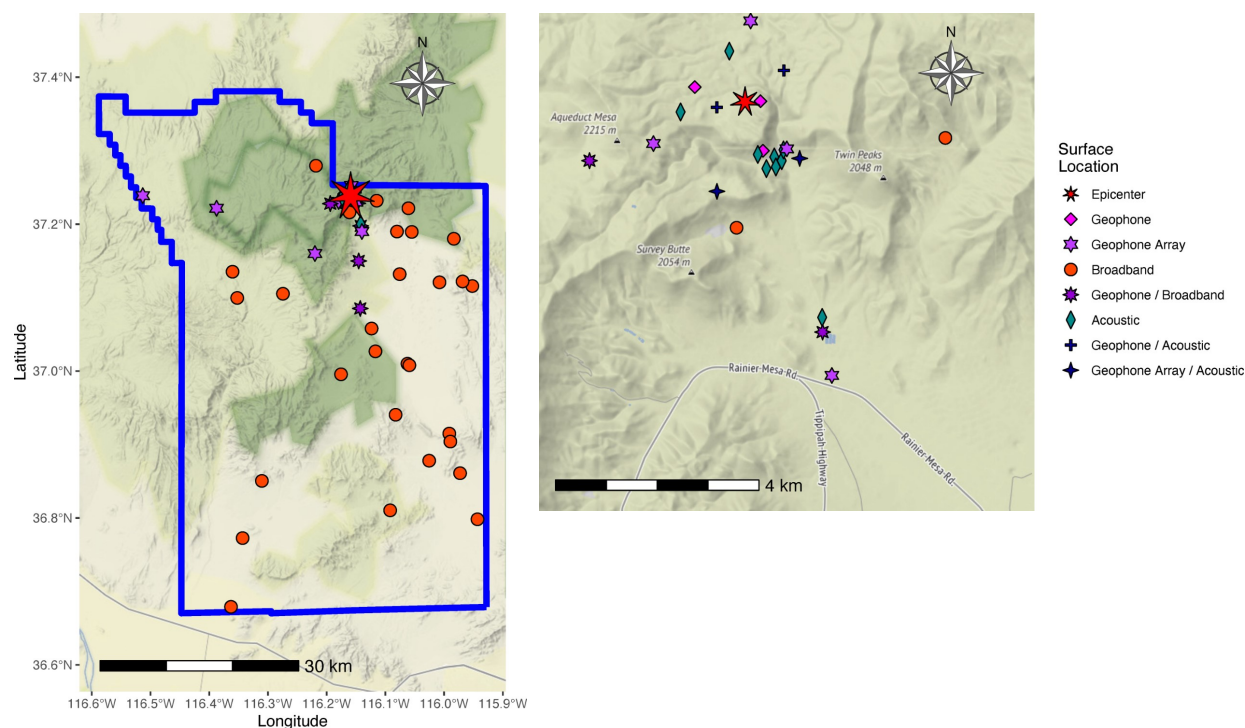 N
37.4°N
37.2°N
37.0°N
36.8°N
36.6°N
Latitude
30 km
116.6°W
116.5°W
116.4°W
116.3°W
116.2°W
116.1°W
116.0°W
115.9°W
Longitude
N
Aqueduct Mesa
2215 m
Twin Peaks
2048 m
Survey Butte
2054 m
Rainier-Mesa-Rd
Tippipah-Highway
Rainier-Mesa-Rd
4 km
Surface
Location
Epicenter
Geophone
Geophone Array
Broadband
Geophone / Broadband
Acoustic
Geophone / Acoustic
Geophone Array / Acoustic